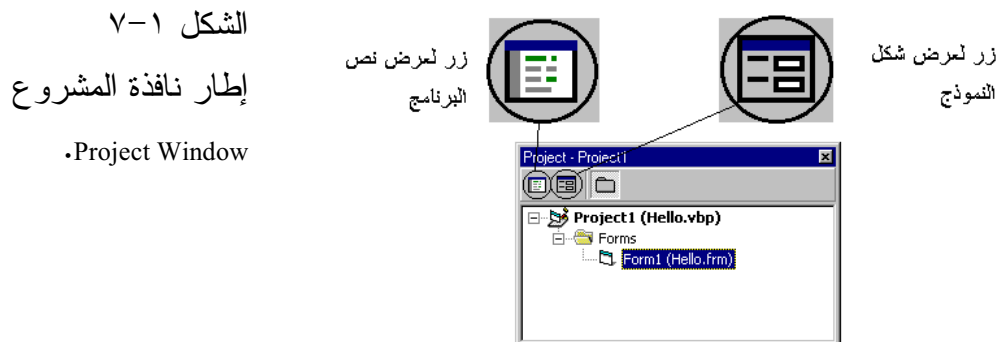 الشكل ١-٧
إطار نافذة المشروع
Project Window.
زر لعرض نص
البرنامج
زر لعرض شكل
النموذج
Project - Project1
Project1 (Hello.vbp)
Forms
Form1 (Hello.frm)